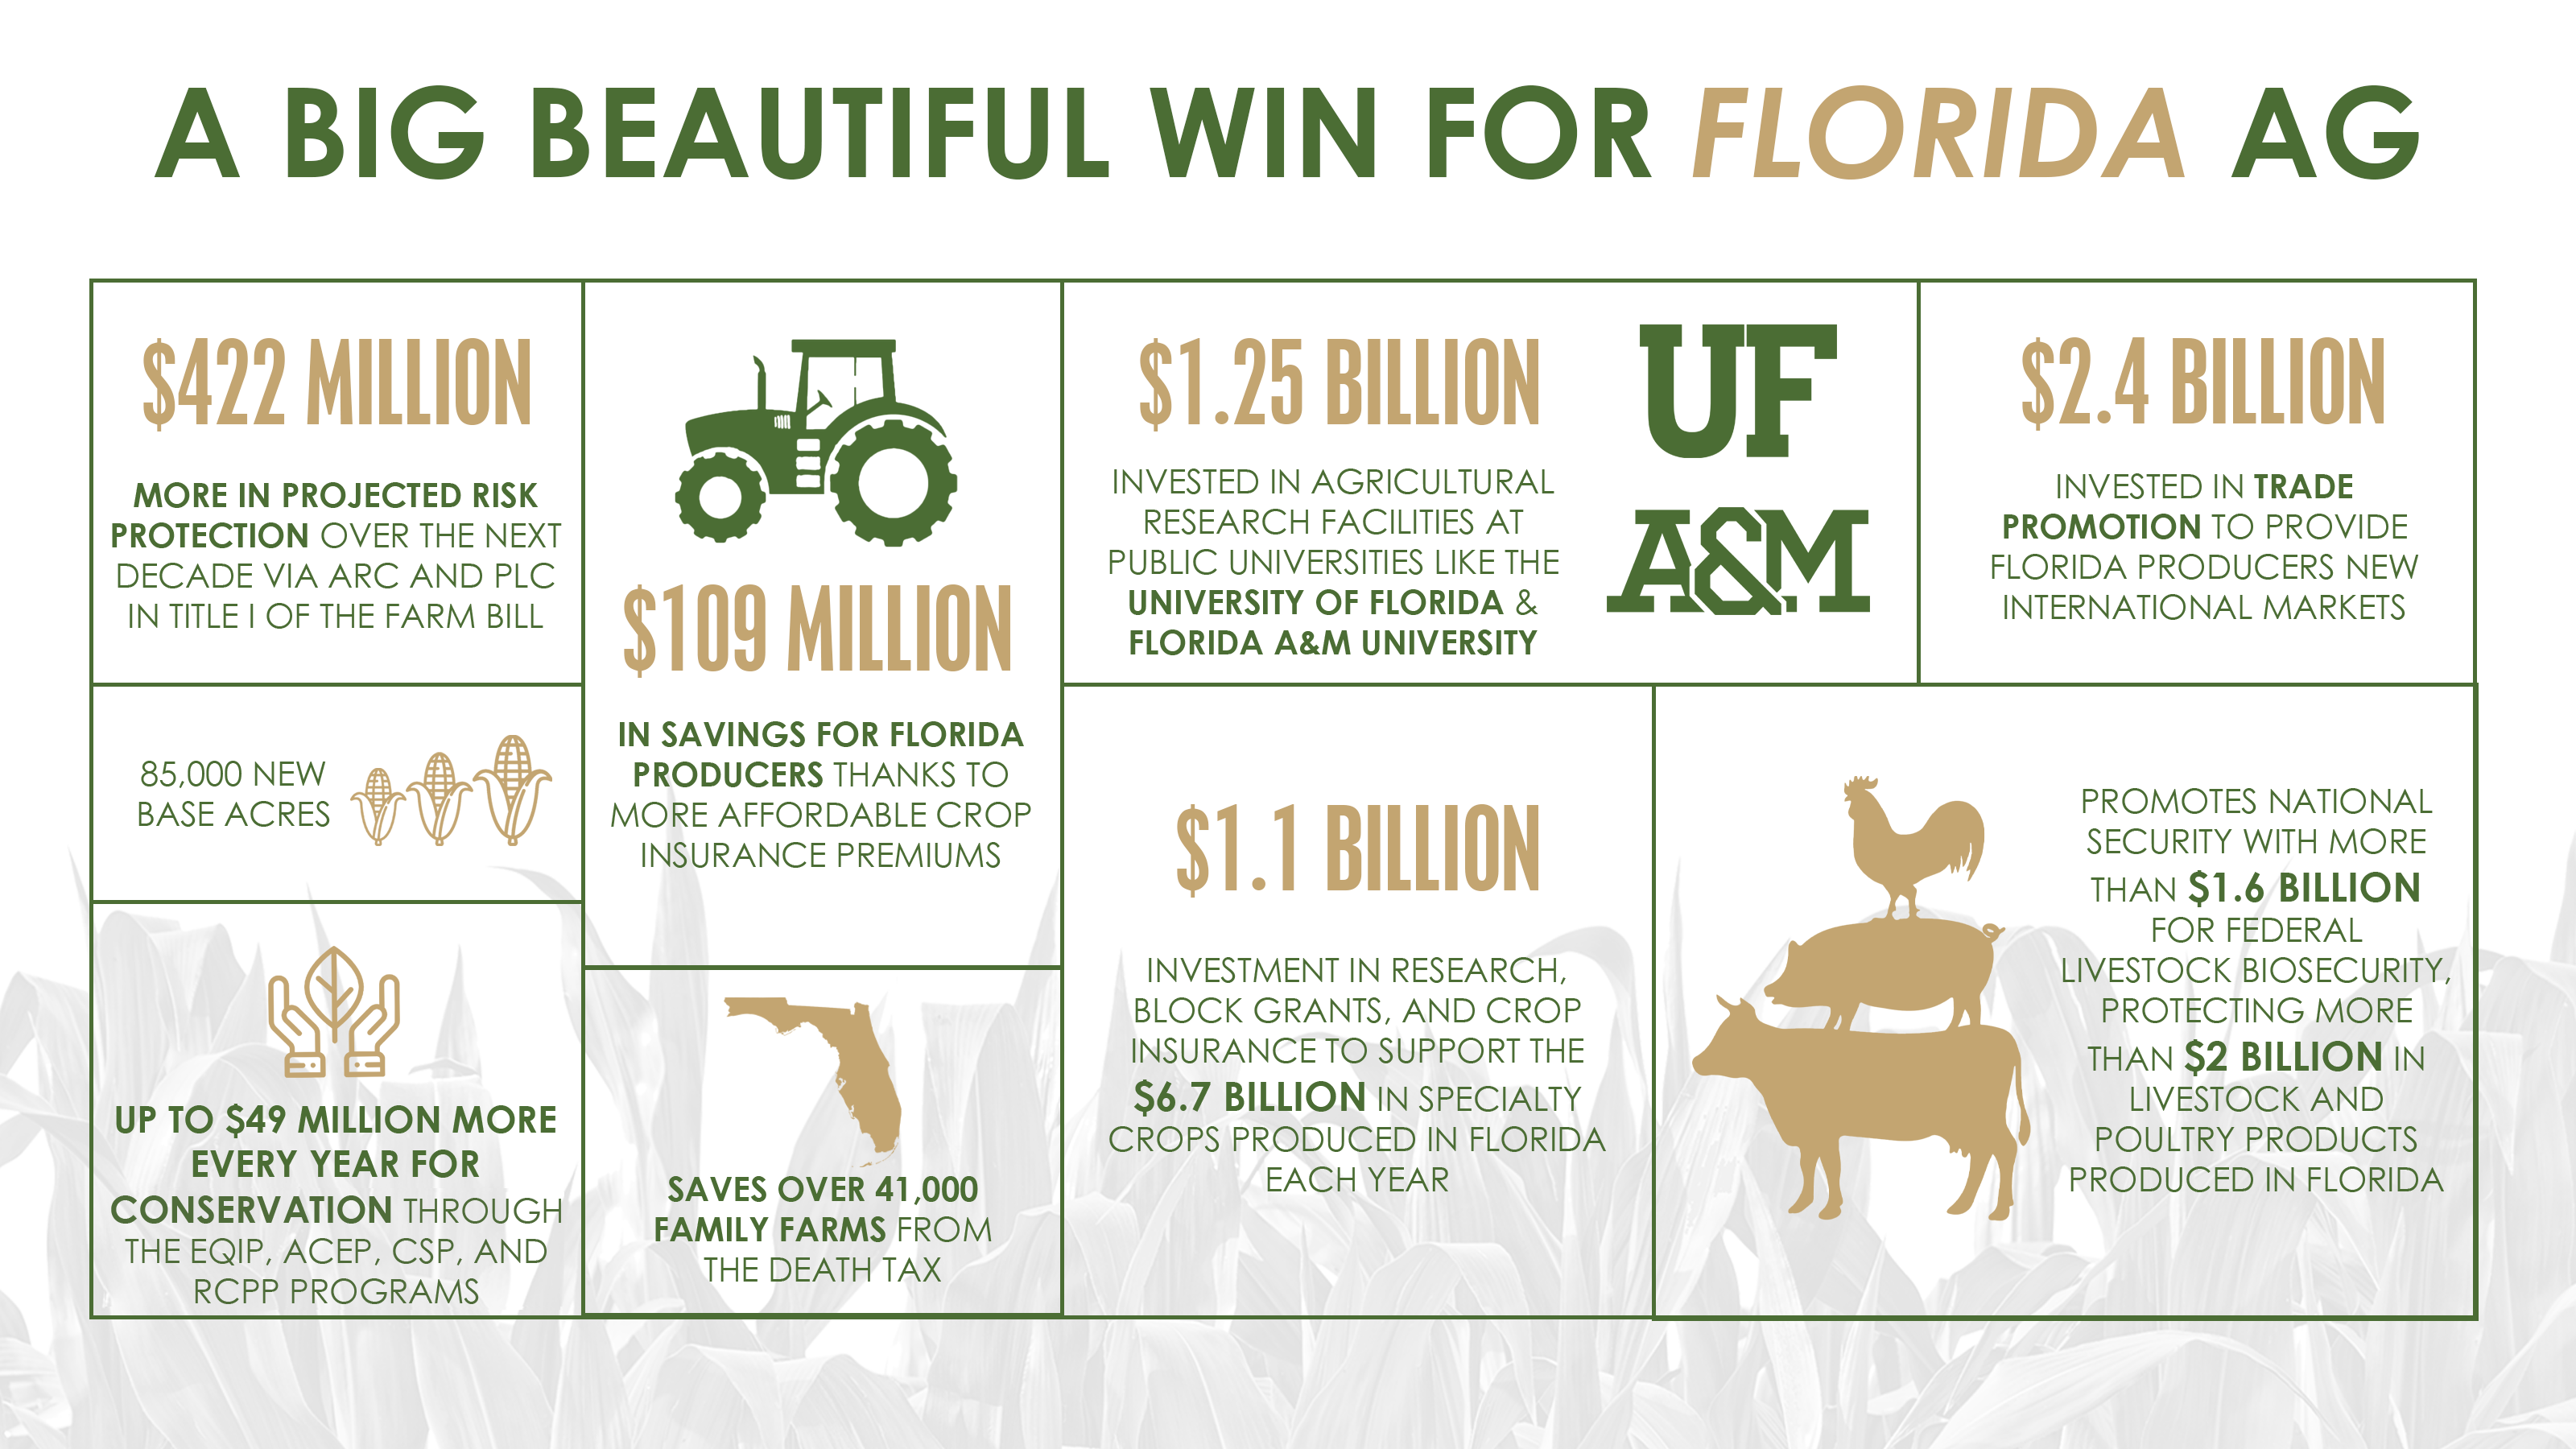 A BIG BEAUTIFUL WIN FOR FLORIDA AG
$422 MILLION
MORE IN PROJECTED RISK
PROTECTION OVER THE NEXT
DECADE VIA ARC AND PLC
IN TITLE I OF THE FARM BILL
85,000 NEW
BASE ACRES
UP TO $49 MILLION MORE
EVERY YEAR FOR
CONSERVATION THROUGH
THE EQIP, ACEP, CSP, AND
RCPP PROGRAMS
$109 MILLION
IN SAVINGS FOR FLORIDA
PRODUCERS THANKS TO
MORE AFFORDABLE CROP
INSURANCE PREMIUMS
SAVES OVER 41,000
FAMILY FARMS FROM
THE DEATH TAX
$1.25 BILLION
INVESTED IN AGRICULTURAL
RESEARCH FACILITIES AT
PUBLIC UNIVERSITIES LIKE THE
UNIVERSITY OF FLORIDA &
FLORIDA A&M UNIVERSITY
UF
A&M
$2.4 BILLION
INVESTED IN TRADE
PROMOTION TO PROVIDE
FLORIDA PRODUCERS NEW
INTERNATIONAL MARKETS
$1.1 BILLION
INVESTMENT IN RESEARCH,
BLOCK GRANTS, AND CROP
INSURANCE TO SUPPORT THE
$6.7 BILLION IN SPECIALTY
CROPS PRODUCED IN FLORIDA
EACH YEAR
PROMOTES NATIONAL
SECURITY WITH MORE
THAN $1.6 BILLION
FOR FEDERAL
LIVESTOCK BIOSECURITY,
PROTECTING MORE
THAN $2 BILLION IN
LIVESTOCK AND
POULTRY PRODUCTS
PRODUCED IN FLORIDA